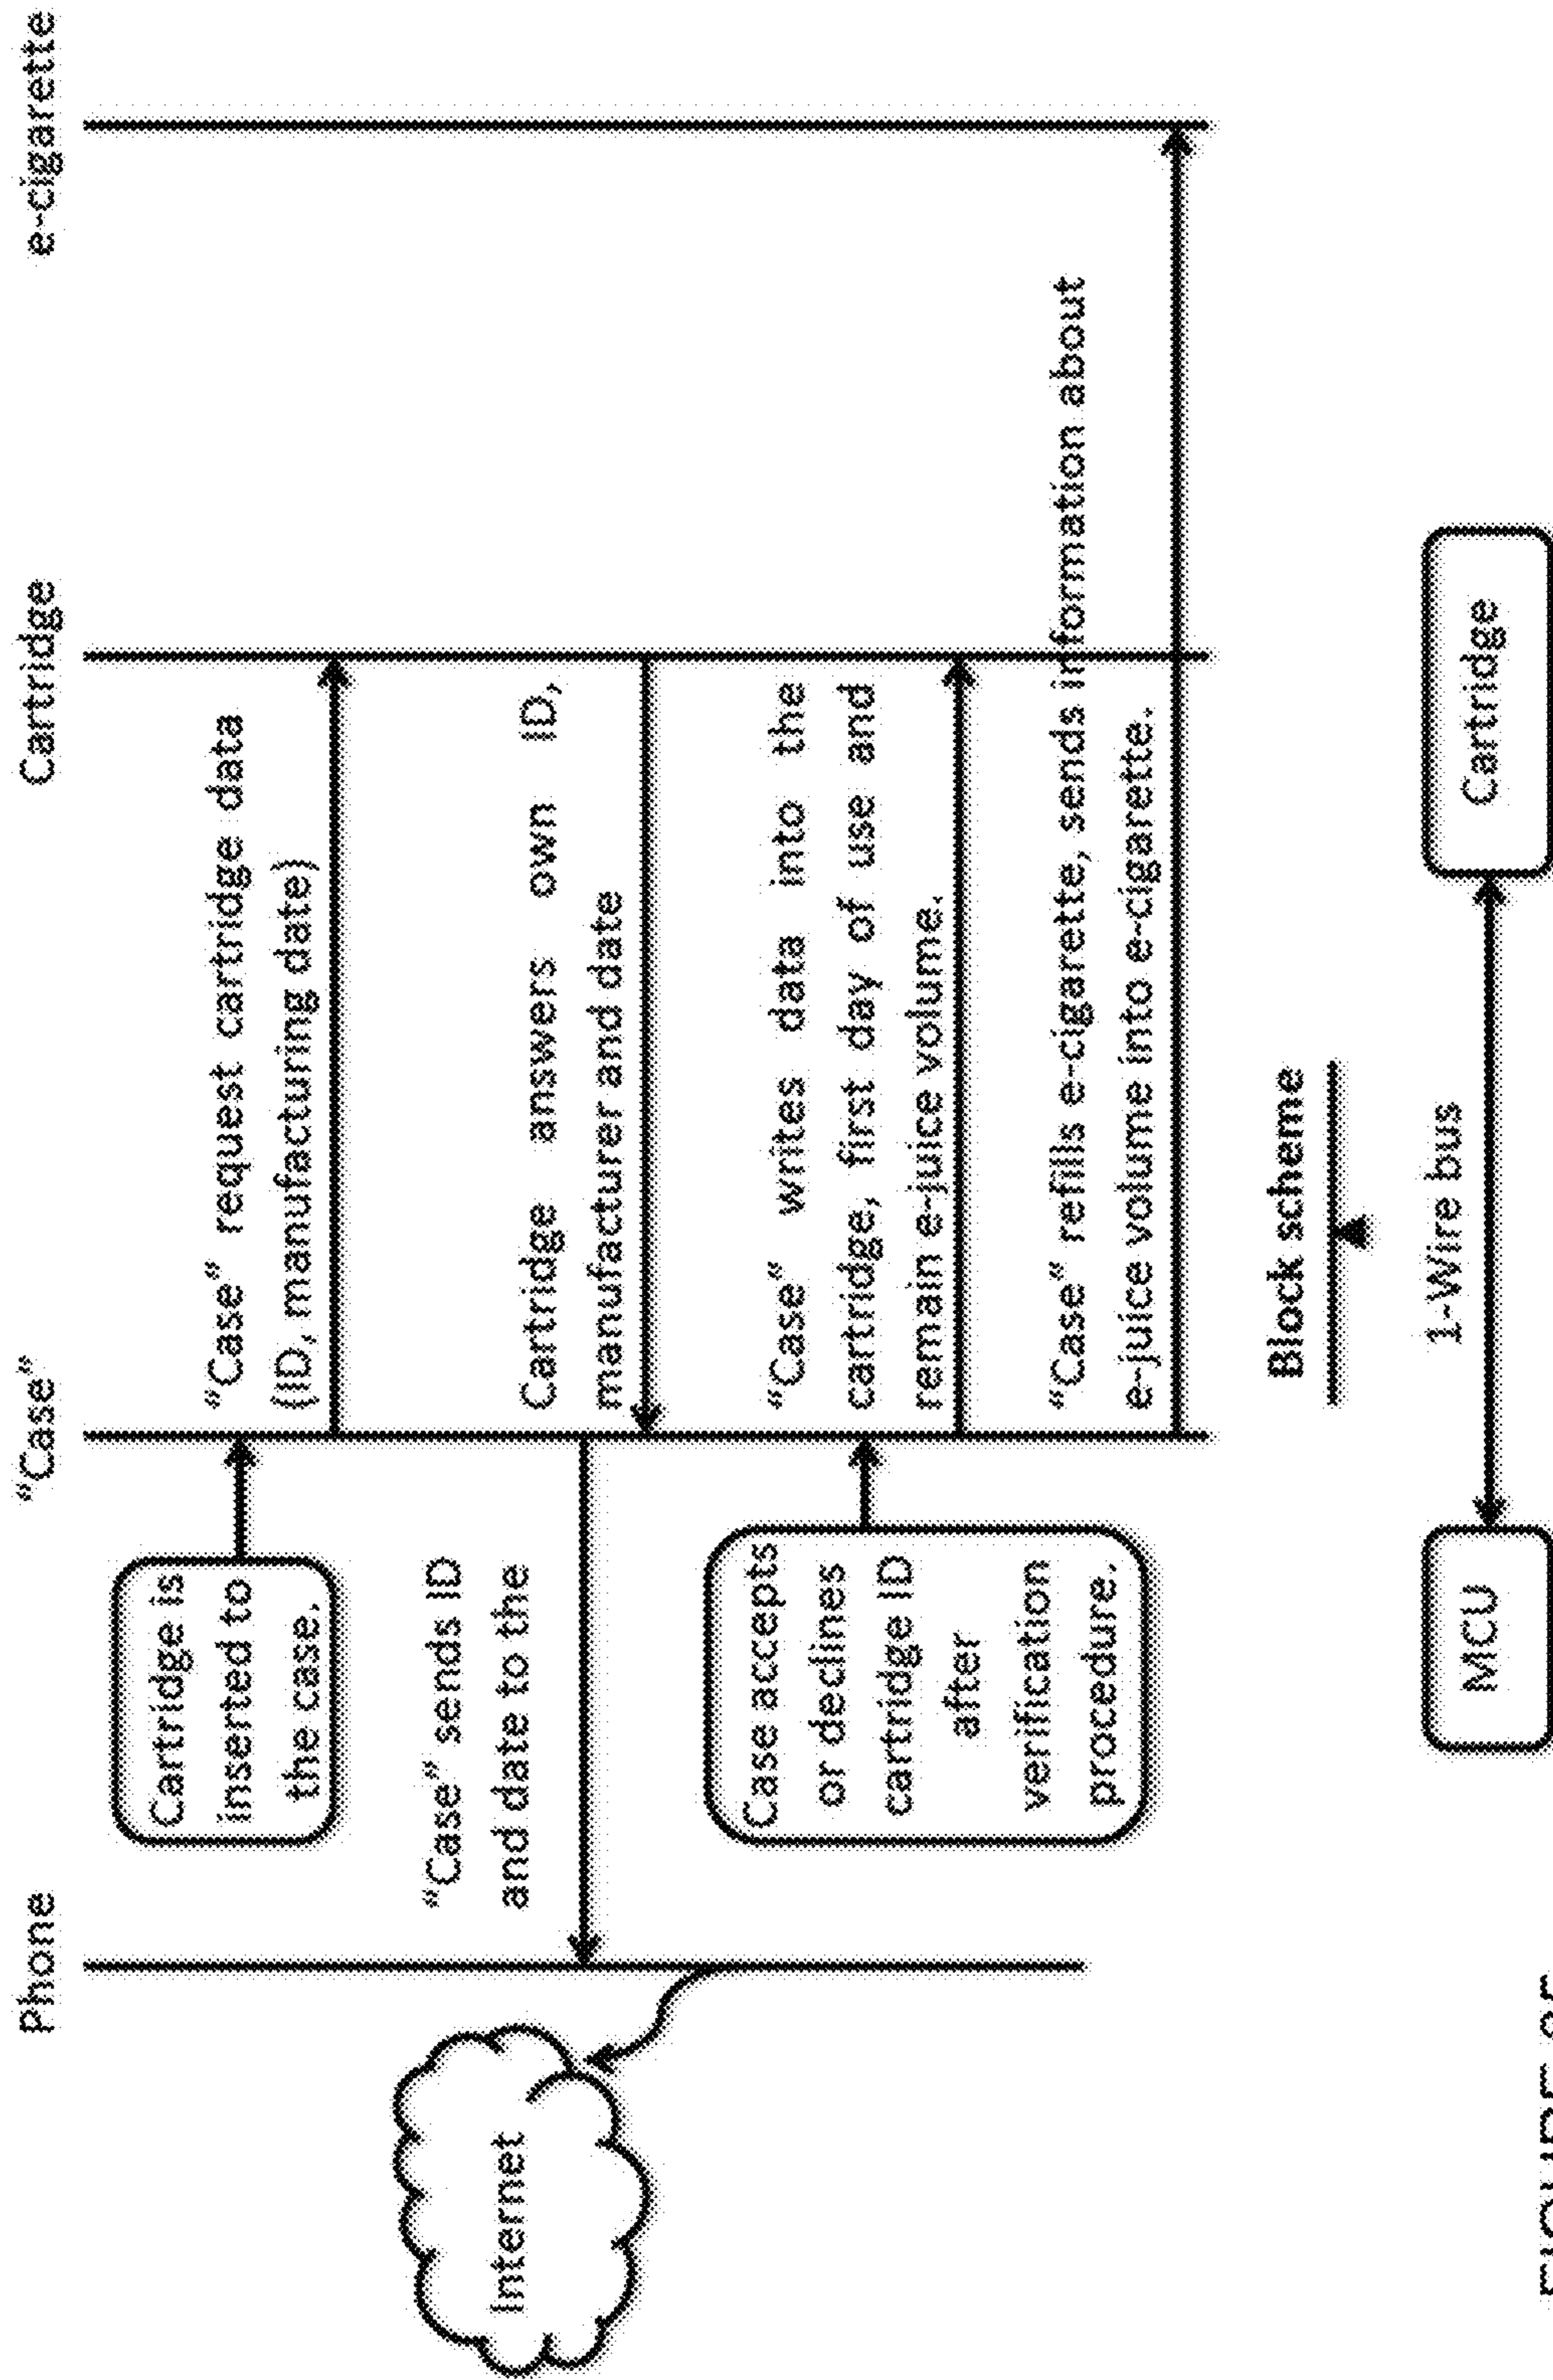 Phone
"Case"
Cartridge
e-cigarette
Cartridge is
inserted to
the case.
"Case" request cartridge data
(ID, manufacturing date)
"Case" sends ID
and date to the
Internet
Cartridge answers own ID,
manufacturer and date
Case accepts
or declines
cartridge ID
after
verification
procedure.
"Case" writes data into the
cartridge, first day of use and
remain e-juice volume.
"Case" refills e-cigarette, sends information about
e-juice volume into e-cigarette.
Block scheme
MCU
1-Wire bus
Cartridge